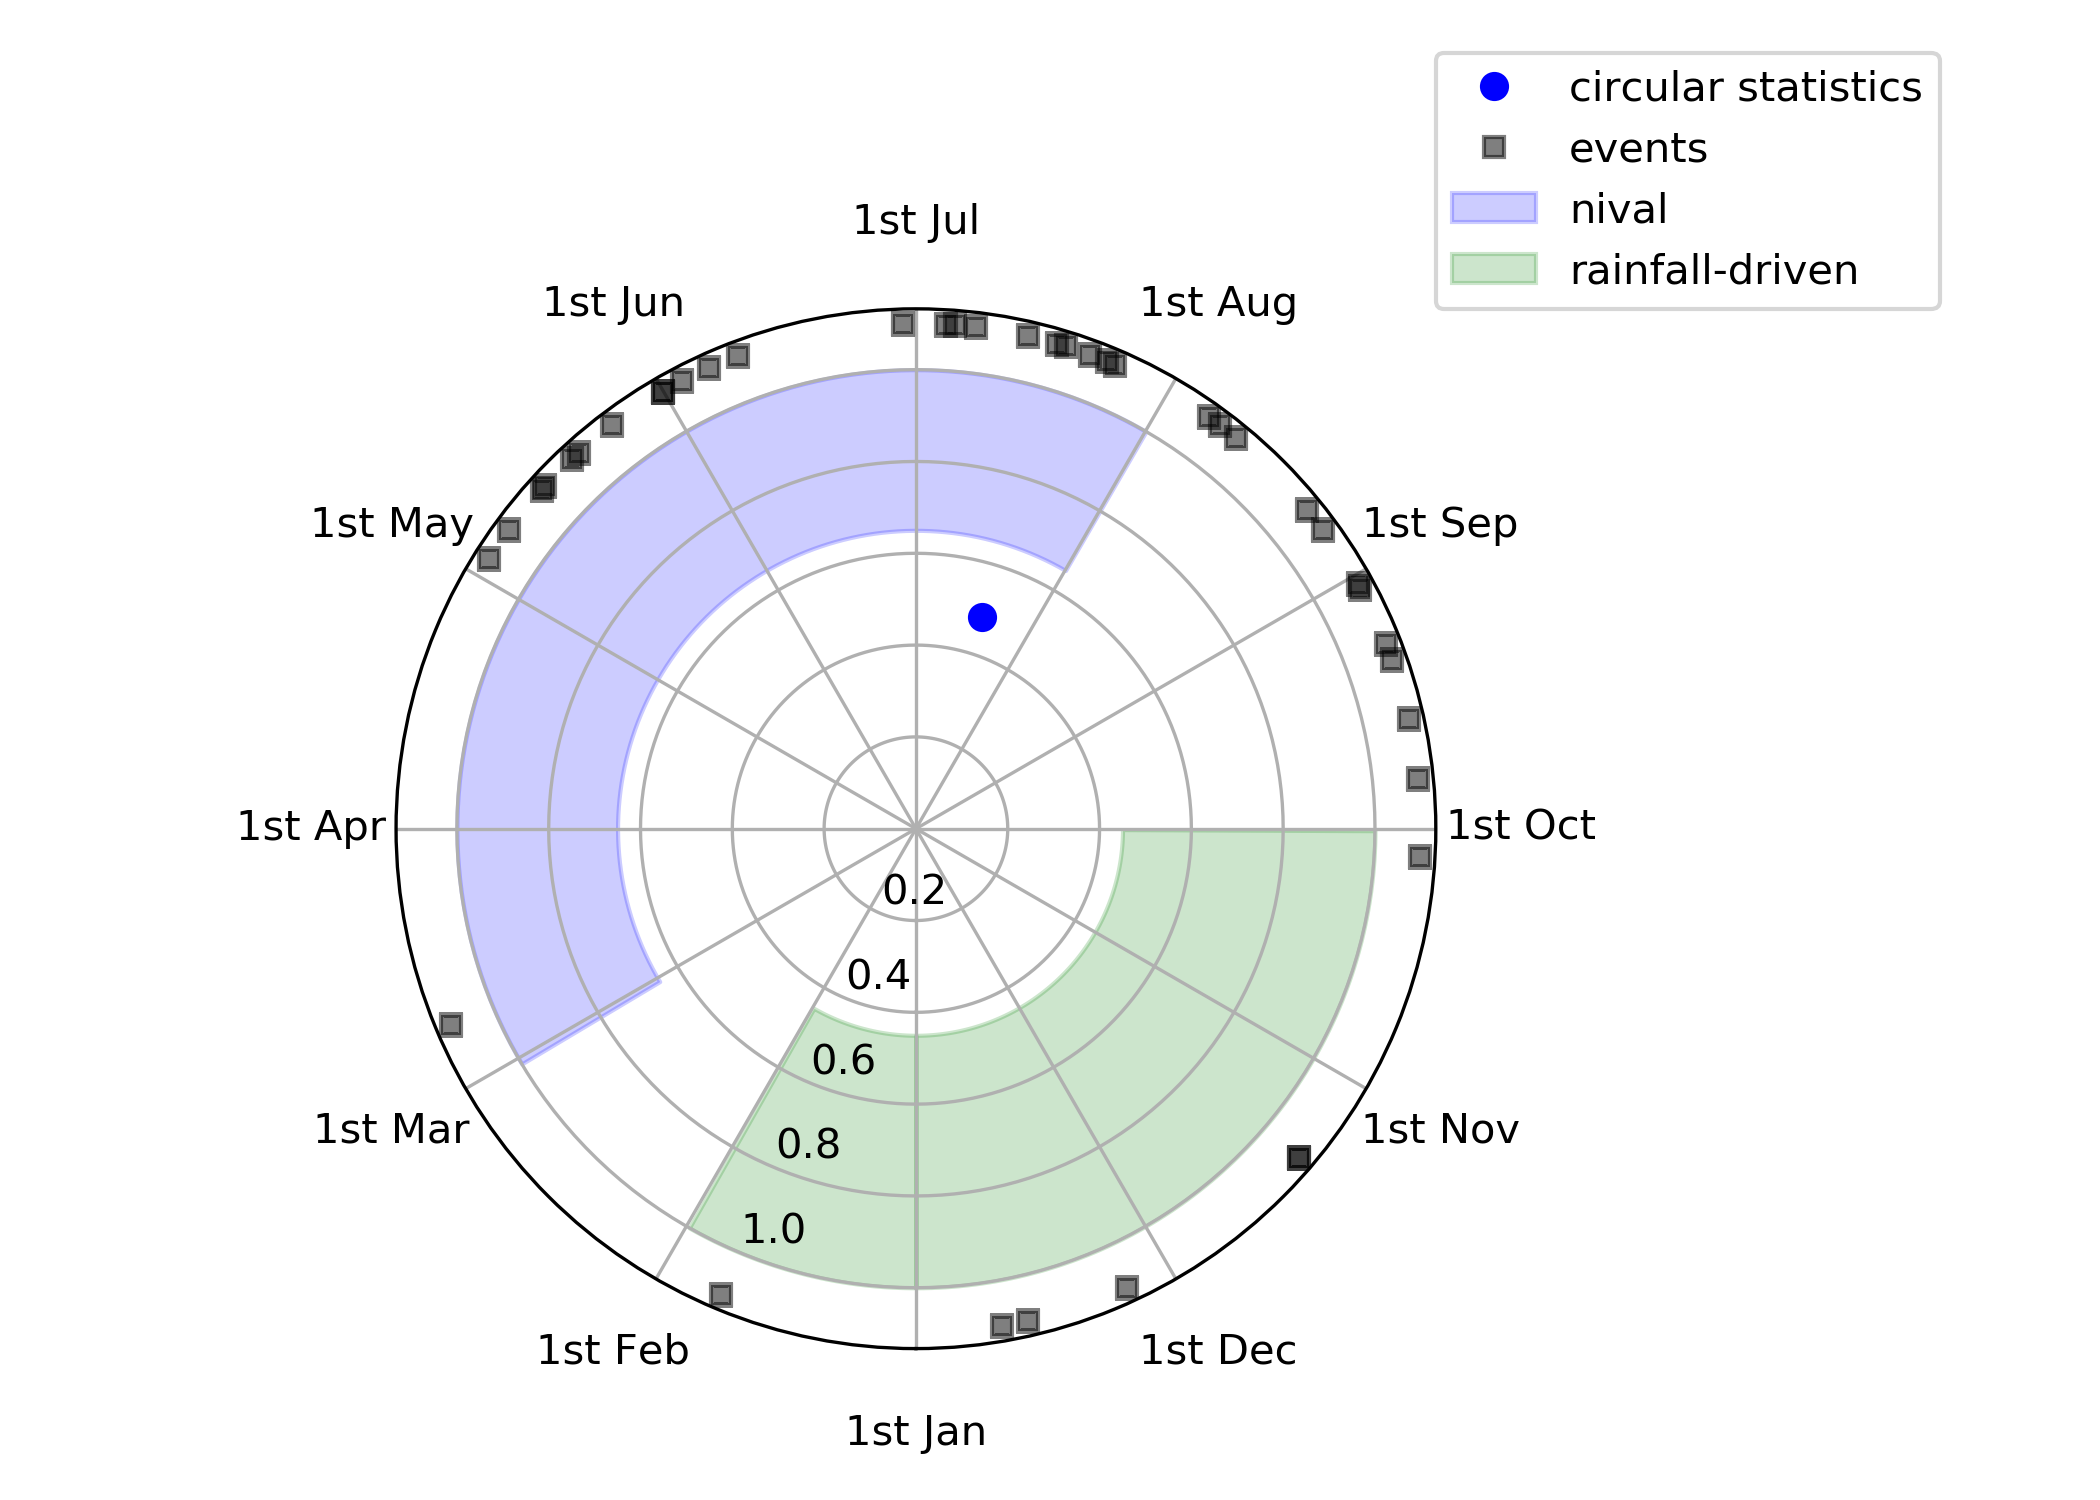 circular statistics
events
nival
rainfall-driven
1st Jul
1st Jun
1st Aug
1st May
1st Sep
1st Apr
1st Oct
0.2
0.4
0.6
1st Mar
1st Nov
0.8
1.0
1st Feb
1st Dec
1st Jan